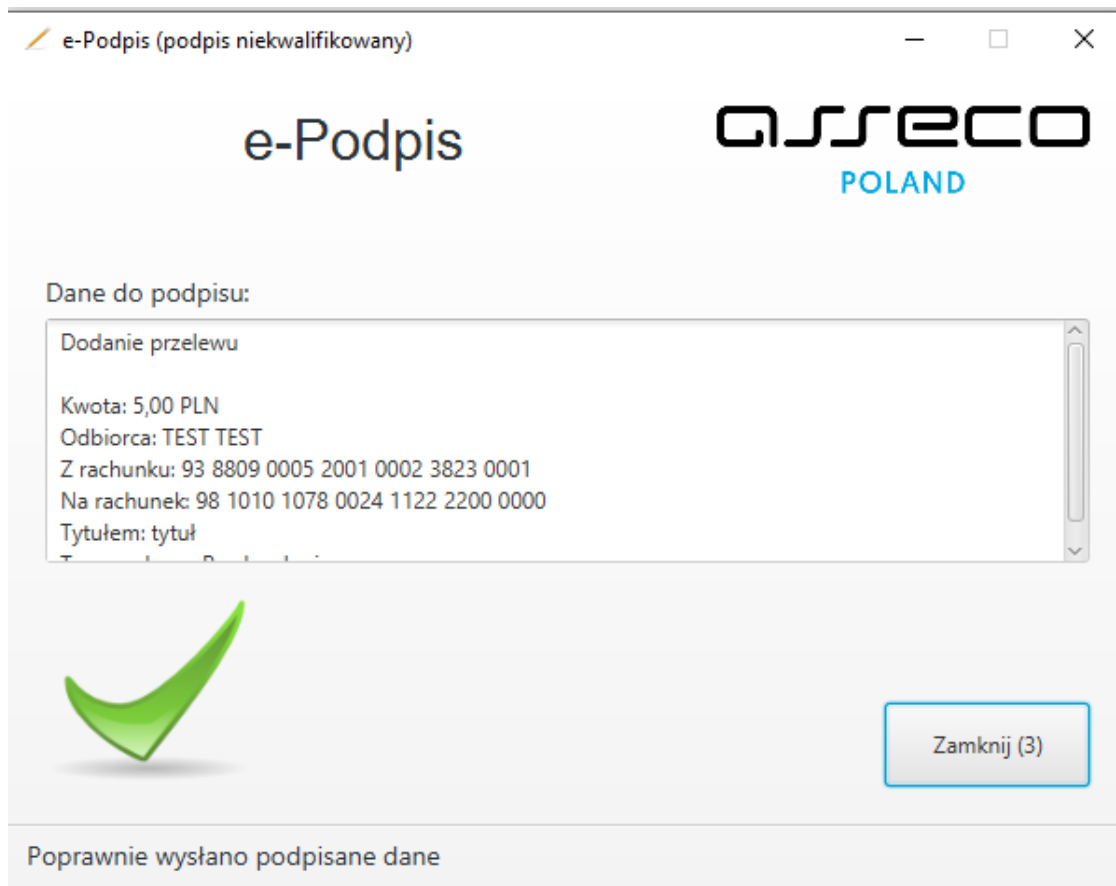 e-Podpis (podpis niekwalifikowany)
e-Podpis
asseco
POLAND
Dane do podpisu:
Dodanie przelewu
Kwota: 5,00 PLN
Odbiorca: TEST TEST
Z rachunku: 93 8809 0005 2001 0002 3823 0001
Na rachunek: 98 1010 1078 0024 1122 2200 0000
Tytułem: tytuł
Zamknij (3)
Poprawnie wysłano podpisane dane